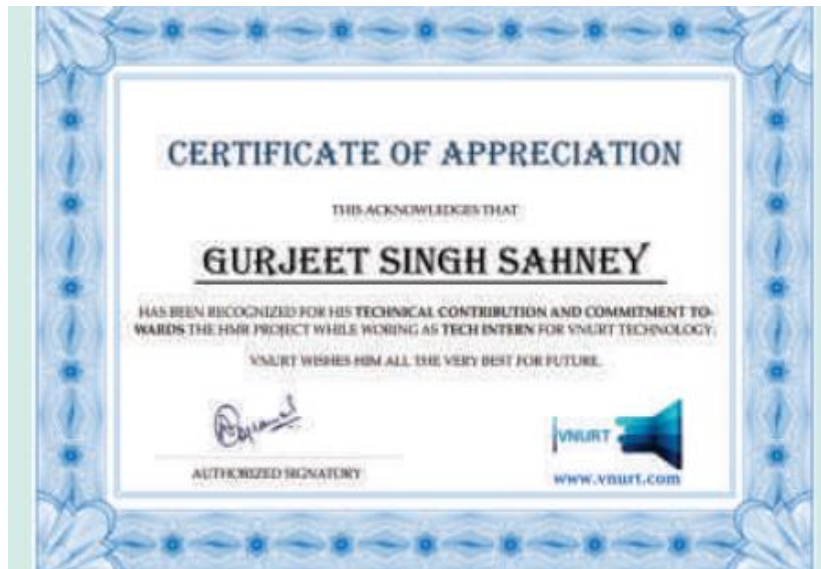 CERTIFICATE OF APPRECIATION
THIS ACKNOWLEDGES THAT
GURJEET SINGH SAHNEY
HAS BEEN RECOGNIZED FOR HIS TECHNICAL CONTRIBUTION AND COMMITMENT TO-
WARDS THE HMR PROJECT WHILE WORING AS TECH INTERN FOR VNURT TECHNOLOGY.
VNURT WISHES HIM ALL THE VERY BEST FOR FUTURE.
AUTHORIZED SIGNATORY
VNURT
www.vnurt.com